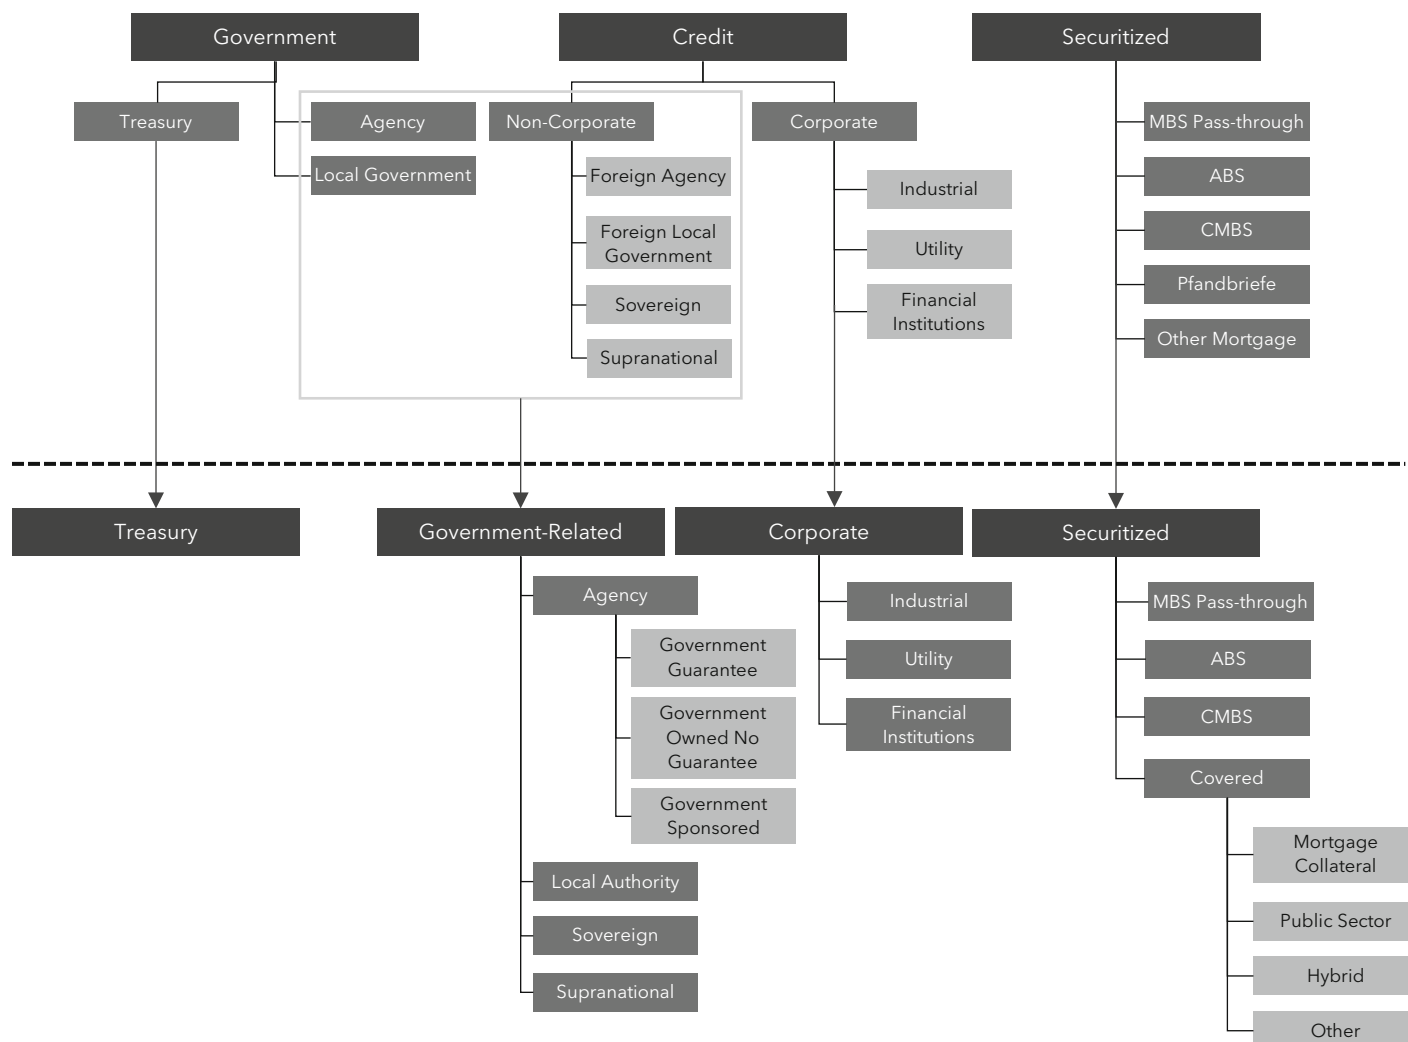 Government
Credit
Securitized
Treasury
Agency
Non-Corporate
Corporate
MBS Pass-through
Local Government
Foreign Agency
Industrial
ABS
Foreign Local
Government
Utility
CMBS
Sovereign
Financial
Institutions
Pfandbriefe
Supranational
Other Mortgage
Treasury
Government-Related
Corporate
Securitized
Agency
Industrial
MBS Pass-through
Government
Guarantee
Utility
ABS
Government
Owned No
Guarantee
Financial
Institutions
CMBS
Government
Sponsored
Covered
Local Authority
Mortgage
Collateral
Sovereign
Public Sector
Supranational
Hybrid
Other